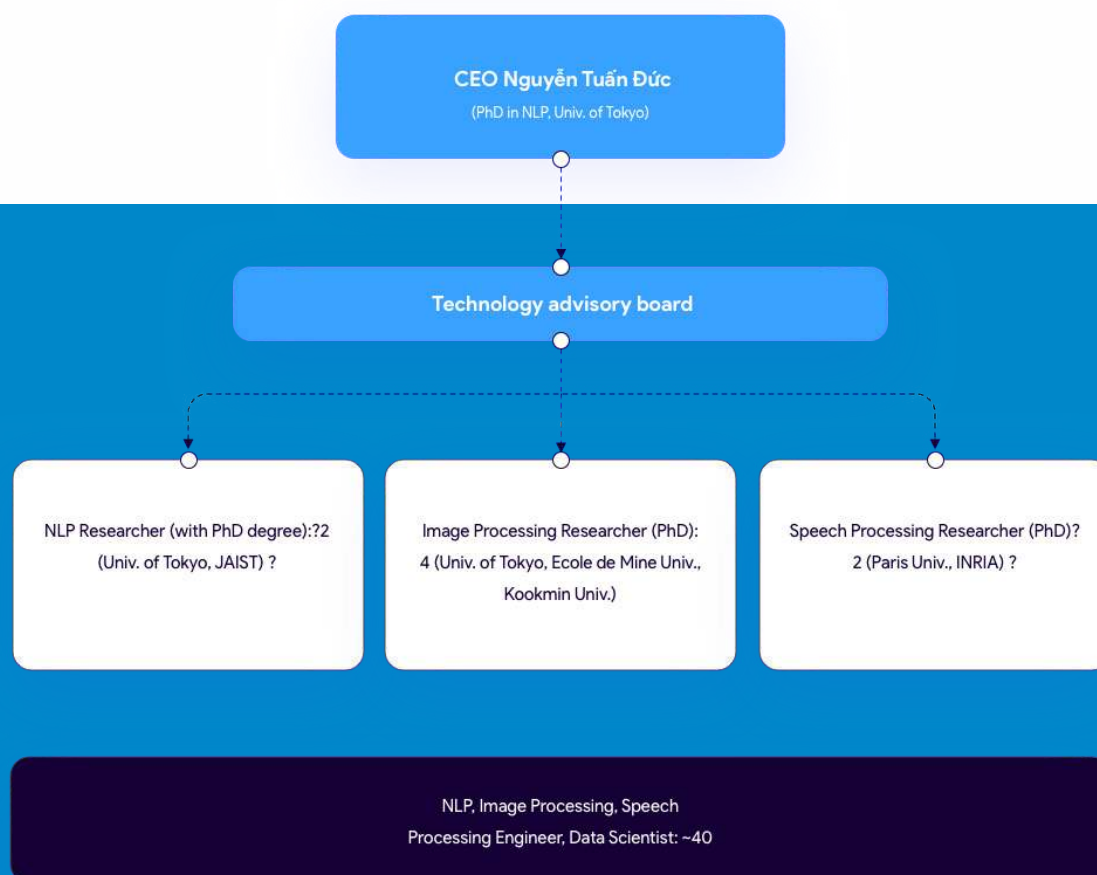 CEO Nguyễn Tuấn Đức
(PhD in NLP, Univ. of Tokyo)
Technology advisory board
NLP Researcher (with PhD degree):?2
(Univ. of Tokyo, JAIST) ?
Image Processing Researcher (PhD):
4 (Univ. of Tokyo, Ecole de Mine Univ.,
Kookmin Univ.)
Speech Processing Researcher (PhD)?
2 (Paris Univ., INRIA) ?
NLP, Image Processing, Speech
Processing Engineer, Data Scientist: ~40